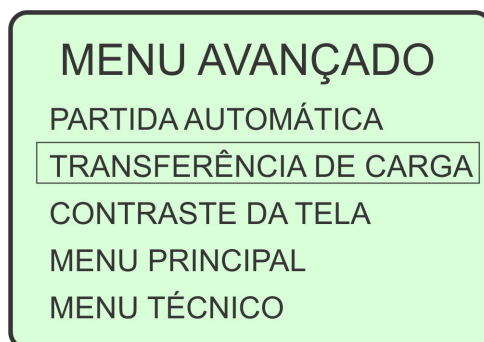 MENU AVANÇADO
PARTIDA AUTOMÁTICA
TRANSFERÊNCIA DE CARGA
CONTRASTE DA TELA
MENU PRINCIPAL
MENU TÉCNICO